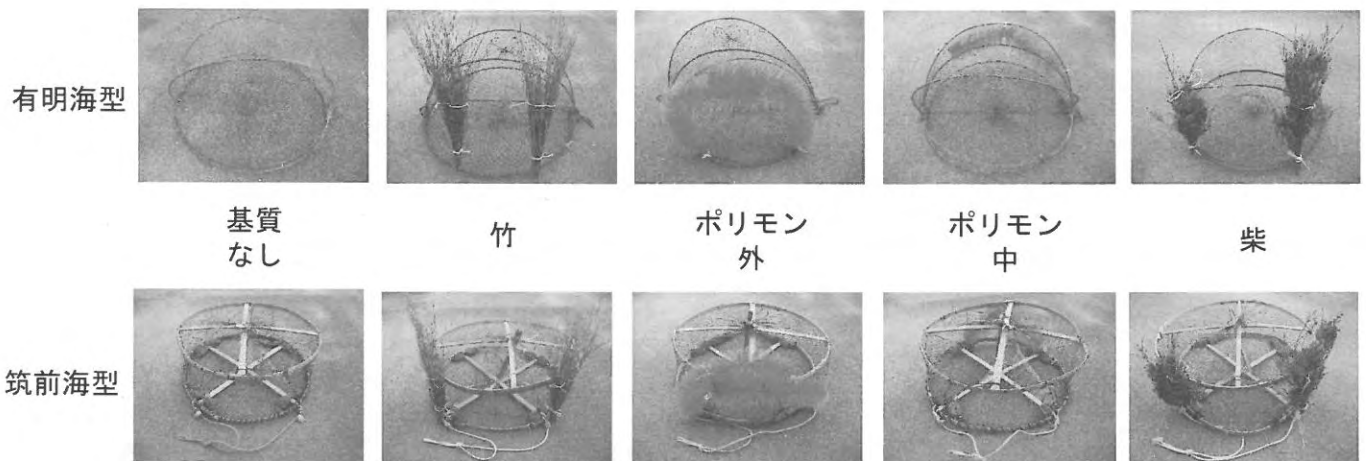 有明海型
基質
なし
竹
ポリモン
外
ポリモン
中
柴
筑前海型